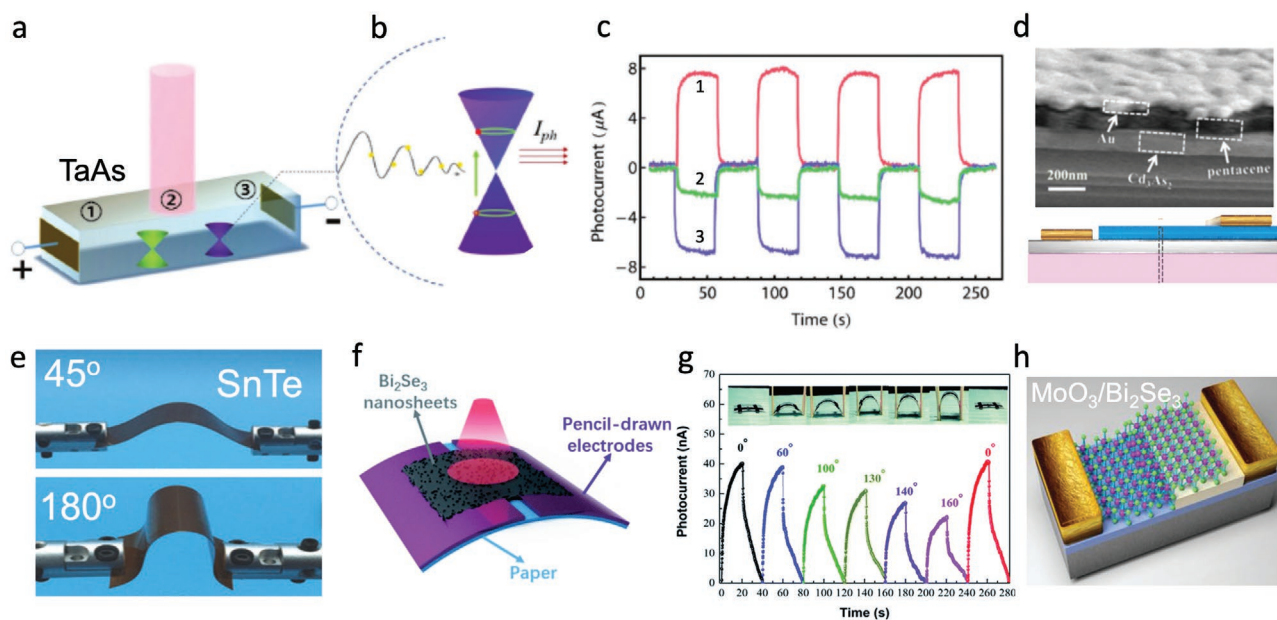 a
TaAs
①
②
③
+
-
b
I_ph
c
Photocurrent (μA)
8
4
0
−4
−8
1
2
3
0
50
100
150
200
250
Time (s)
d
Au
Cd₃As₂
pentacene
200nm
e
45°
SnTe
180°
f
Bi₂Se₃
nanosheets
Pencil-drawn
electrodes
Paper
g
Photocurrent (nA)
70
60
50
40
30
20
10
0
0°
60°
100°
130°
140°
160°
0°
0 20 40 60 80 100 120 140 160 180 200 220 240 260 280
Time (s)
h
MoO₃/Bi₂Se₃